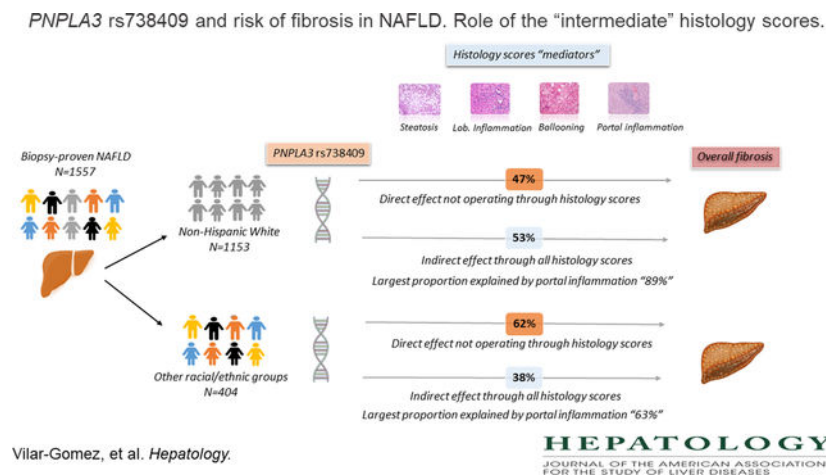 PNPLA3 rs738409 and risk of fibrosis in NAFLD. Role of the “intermediate” histology scores.
Histology scores “mediators”
Steatosis
Lob. Inflammation
Ballooning
Portal inflammation
Biopsy-proven NAFLD
N=1557
PNPLA3 rs738409
Overall fibrosis
Non-Hispanic White
N=1153
47%
Direct effect not operating through histology scores
53%
Indirect effect through all histology scores
Largest proportion explained by portal inflammation “89%”
Other racial/ethnic groups
N=404
62%
Direct effect not operating through histology scores
38%
Indirect effect through all histology scores
Largest proportion explained by portal inflammation “63%”
Vilar-Gomez, et al. Hepatology.
HEPATOLOGY
JOURNAL OF THE AMERICAN ASSOCIATION
FOR THE STUDY OF LIVER DISEASES